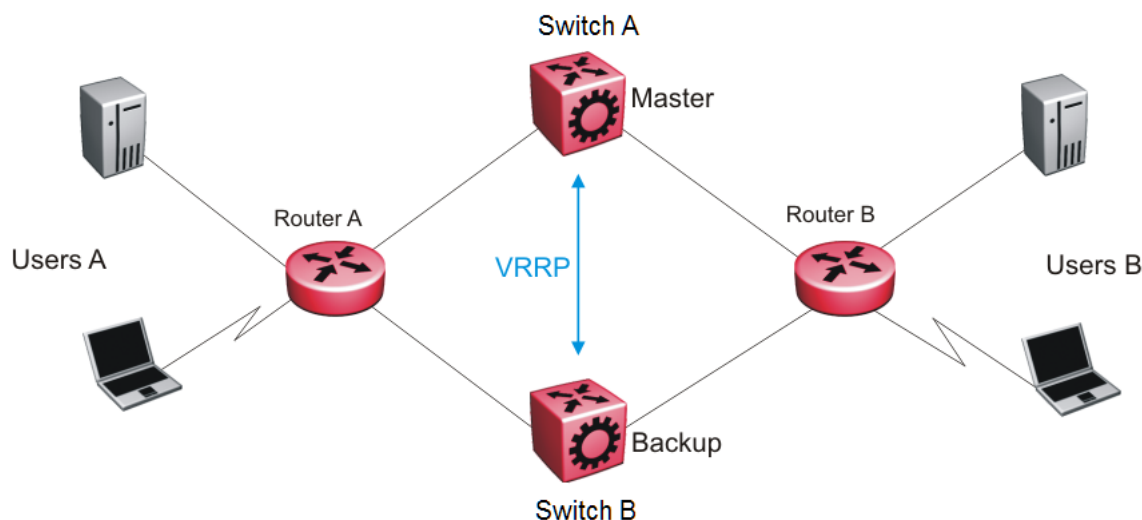 Switch A
Master
Router A
Router B
Users A
VRRP
Users B
Backup
Switch B